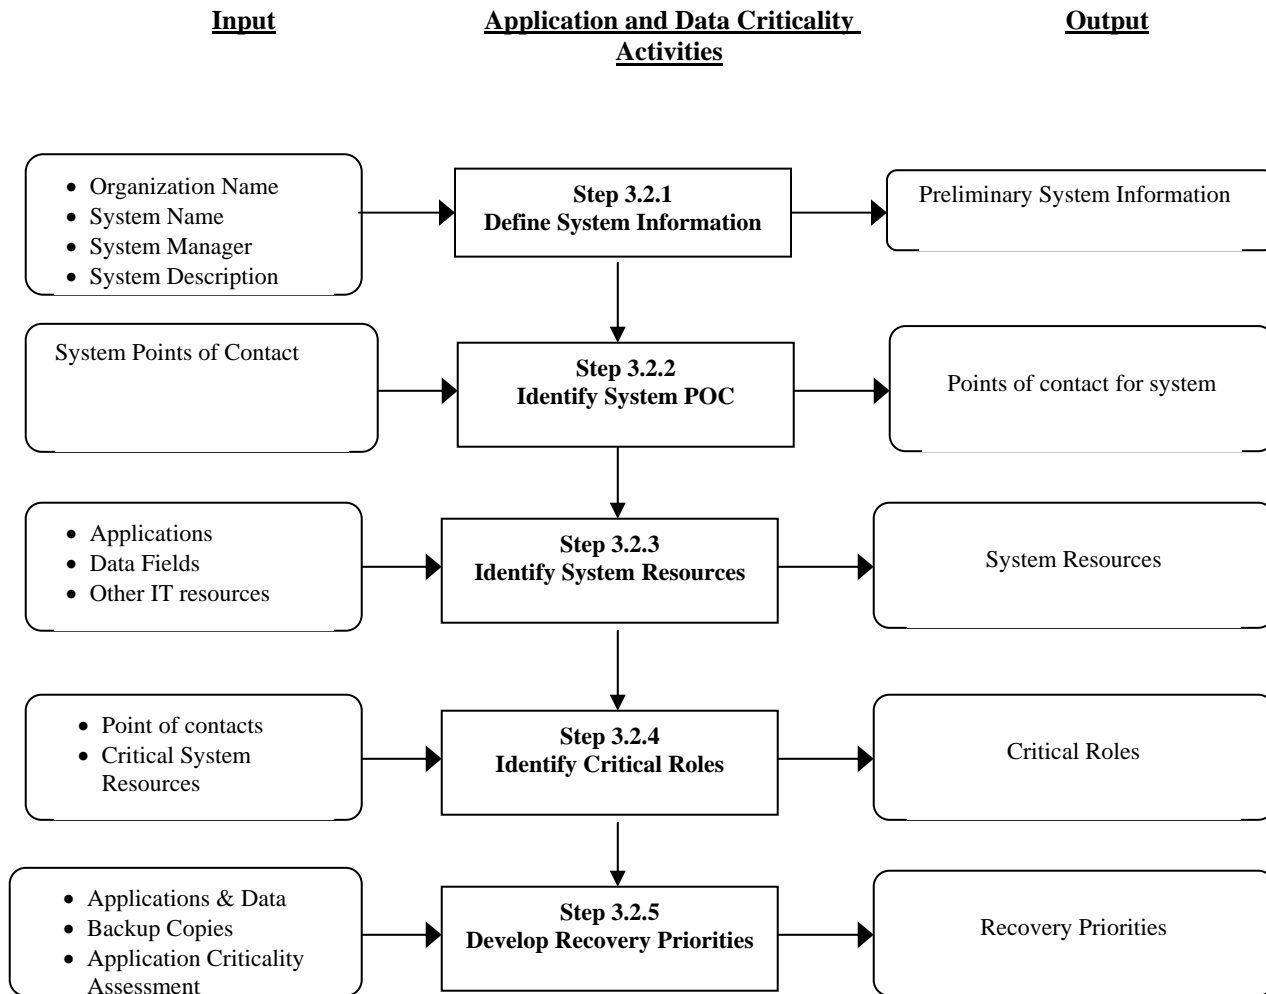 Input
Application and Data Criticality
Activities
Output
• Organization Name
• System Name
• System Manager
• System Description
Step 3.2.1
Define System Information
Preliminary System Information
System Points of Contact
Step 3.2.2
Identify System POC
Points of contact for system
• Applications
• Data Fields
• Other IT resources
Step 3.2.3
Identify System Resources
System Resources
• Point of contacts
• Critical System
Resources
Step 3.2.4
Identify Critical Roles
Critical Roles
• Applications & Data
• Backup Copies
• Application Criticality
Assessment
Step 3.2.5
Develop Recovery Priorities
Recovery Priorities